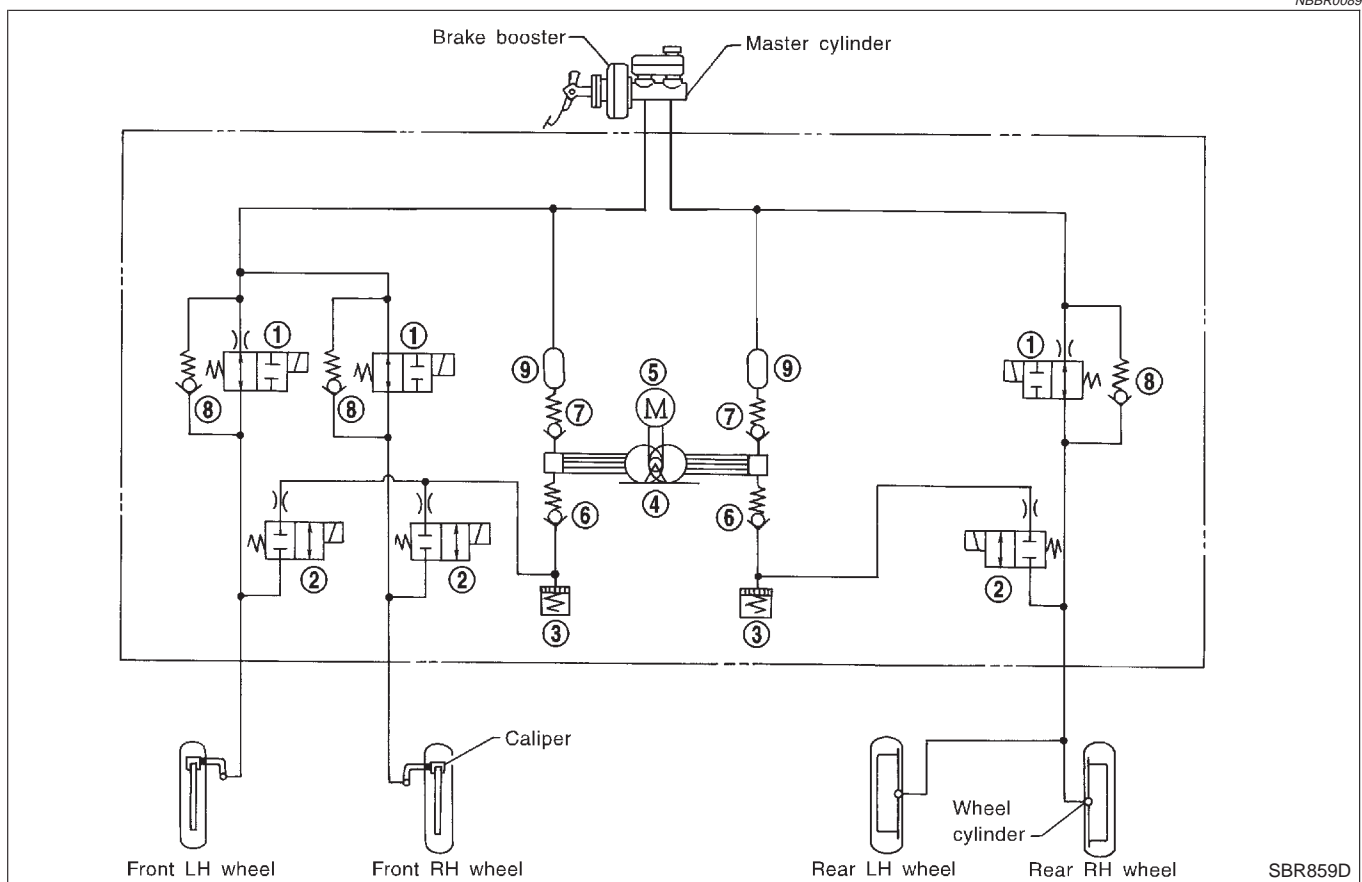 NBBR0089
Brake booster
Master cylinder
1 1 1
8 8 9 5 9 8
7 M 7
6 4 6
2 2 2
3 3
Caliper
Wheel
cylinder
Front LH wheel Front RH wheel Rear LH wheel Rear RH wheel
SBR859D